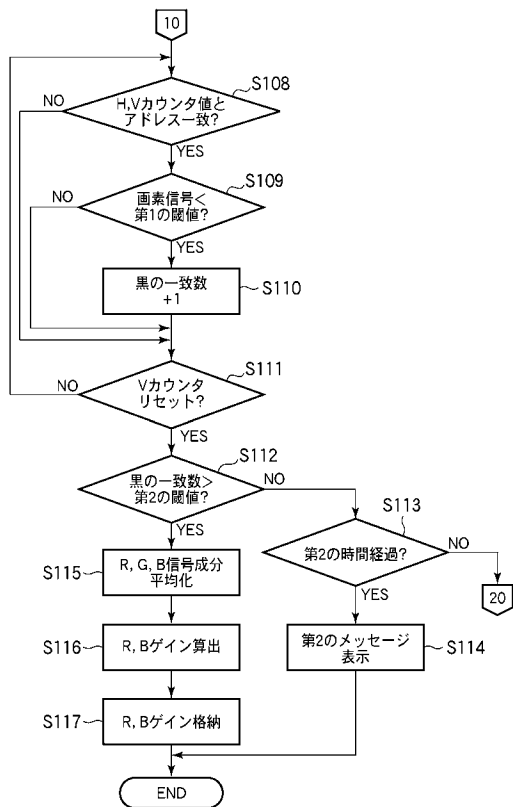 10
S108
NO
H,Vカウンタ値と
アドレス一致?
YES
S109
NO
画素信号<
第1の閾値?
YES
黒の一致数
+1
S110
S111
NO
Vカウンタ
リセット?
YES
S112
黒の一致数>
第2の閾値?
NO
YES
S113
第2の時間経過?
NO
20
YES
S115
R, G, B信号成分
平均化
S116
R, Bゲイン算出
第2のメッセージ
表示
S114
S117
R, Bゲイン格納
END